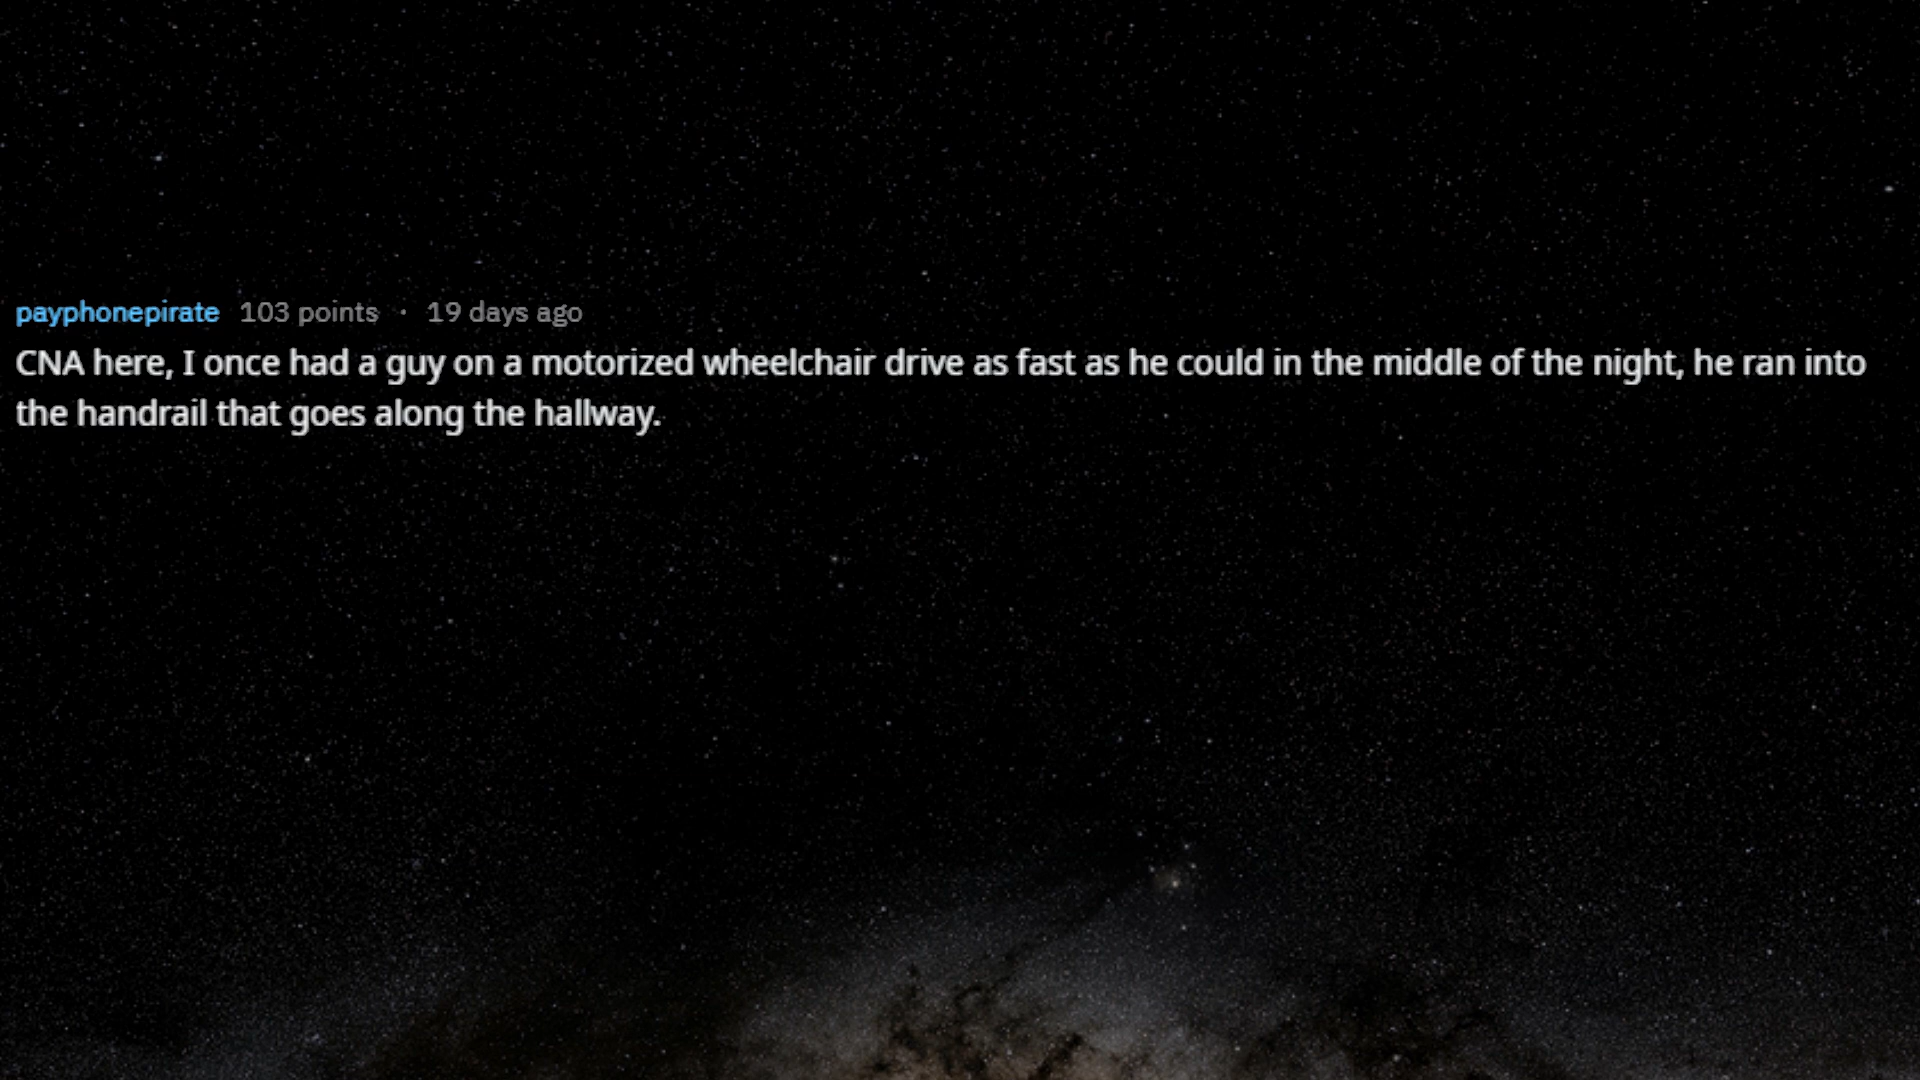 payphonepirate 103 points · 19 days ago
CNA here, I once had a guy on a motorized wheelchair drive as fast as he could in the middle of the night, he ran into
the handrail that goes along the hallway.